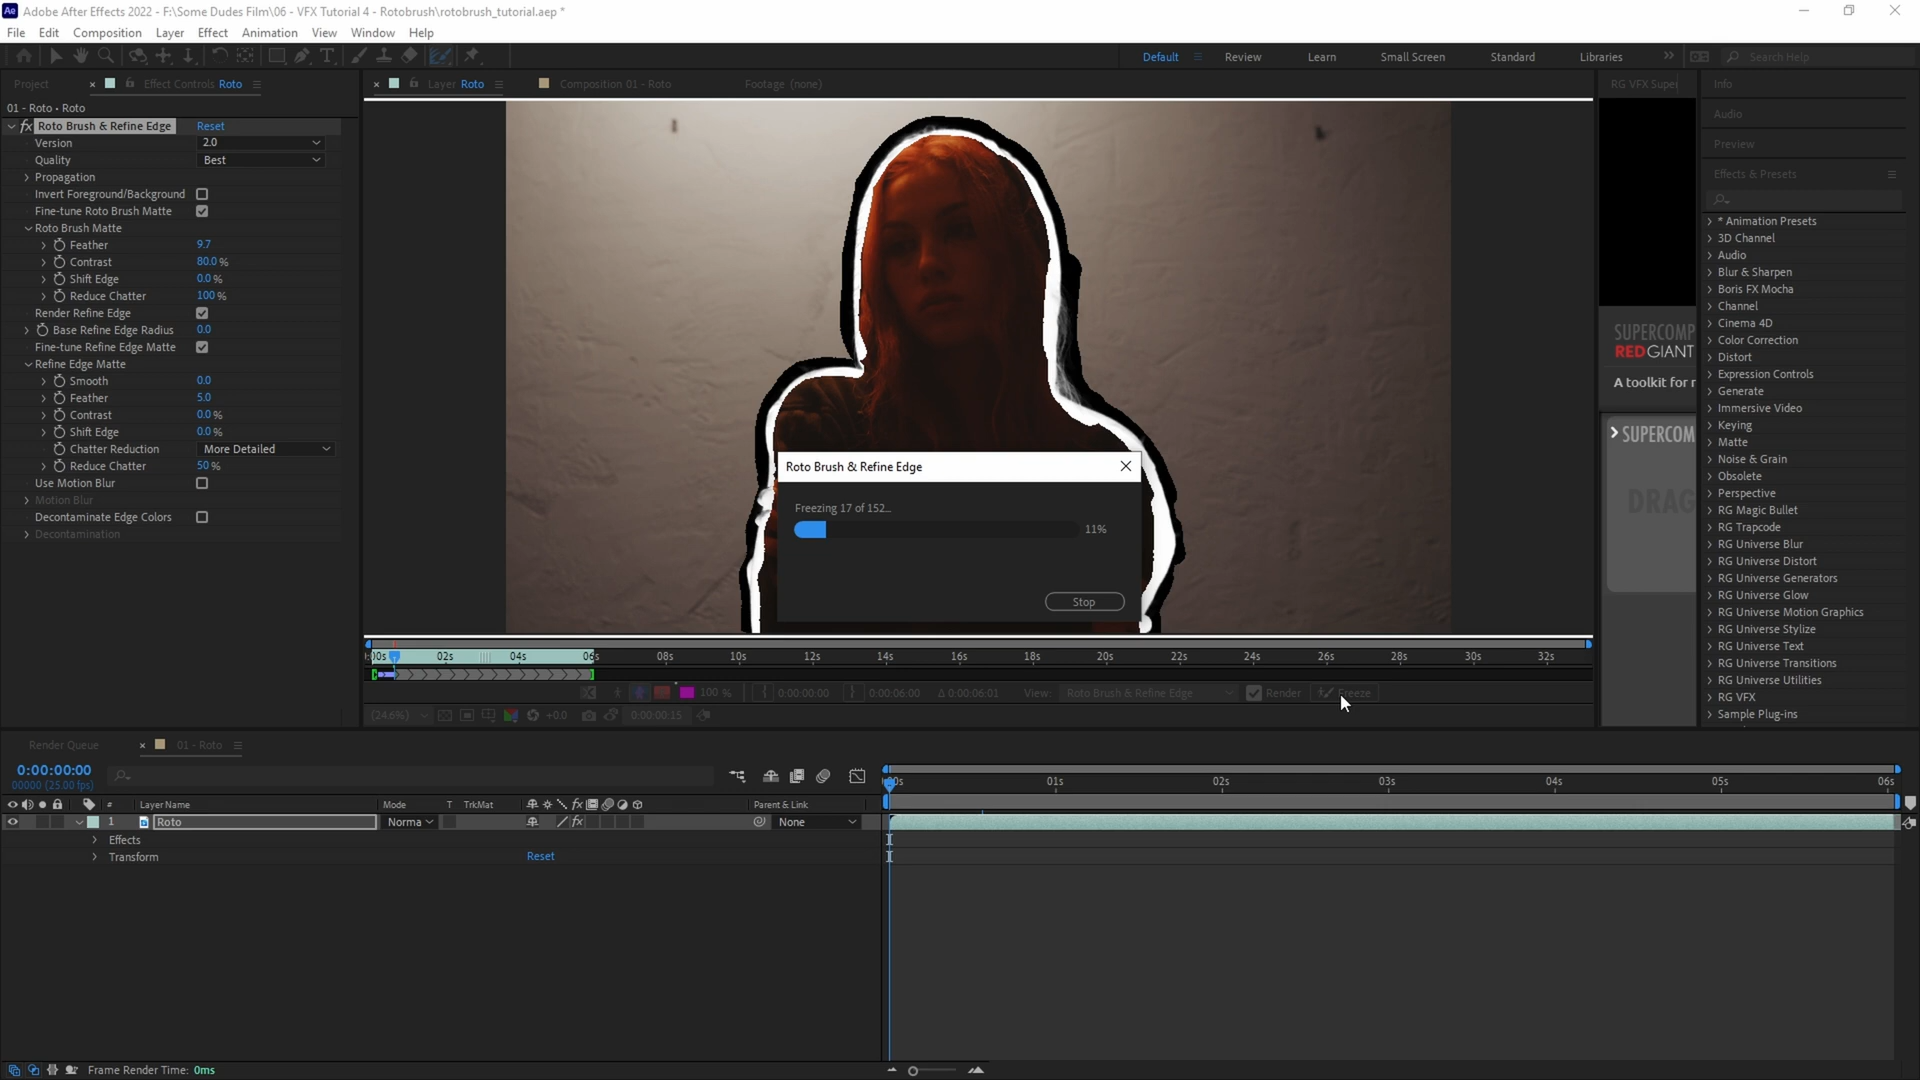 Adobe After Effects 2022 - F:\Some Dudes Film\06 - VFX Tutorial 4 - Rotobrush\rotobrush_tutorial.aep *
File Edit Composition Layer Effect Animation View Window Help
Default Review Learn Small Screen Standard Libraries Search Help
Project Effect Controls Roto
Layer Roto Composition 01 - Roto Footage (none)
01 - Roto • Roto
fx Roto Brush & Refine Edge Reset
Version 2.0
Quality Best
Propagation
Invert Foreground/Background
Fine-tune Roto Brush Matte
Roto Brush Matte
Feather 9.7
Contrast 80.0 %
Shift Edge 0.0 %
Reduce Chatter 100 %
Render Refine Edge
Base Refine Edge Radius 0.0
Fine-tune Refine Edge Matte
Refine Edge Matte
Smooth 0.0
Feather 5.0
Contrast 0.0 %
Shift Edge 0.0 %
Chatter Reduction More Detailed
Reduce Chatter 50 %
Use Motion Blur
Motion Blur
Decontaminate Edge Colors
Decontamination
Roto Brush & Refine Edge
Freezing 17 of 152...
11%
Stop
02s 04s 06s 08s 10s 12s 14s 16s 18s 20s 22s 24s 26s 28s 30s 32s
100 % 0:00:00:00 0:00:06:00 Δ 0:00:06:01 View: Roto Brush & Refine Edge Render Freeze
(24.6%) +0.0 0:00:00:15
SUPERCOMP
REDGIANT
A toolkit for
SUPERCOM
DRAG
Info
Audio
Preview
Effects & Presets
* Animation Presets
3D Channel
Audio
Blur & Sharpen
Boris FX Mocha
Channel
Cinema 4D
Color Correction
Distort
Expression Controls
Generate
Immersive Video
Keying
Matte
Noise & Grain
Obsolete
Perspective
RG Magic Bullet
RG Trapcode
RG Universe Blur
RG Universe Distort
RG Universe Generators
RG Universe Glow
RG Universe Motion Graphics
RG Universe Stylize
RG Universe Text
RG Universe Transitions
RG Universe Utilities
RG VFX
Sample Plug-ins
Render Queue 01 - Roto
0:00:00:00
00000 (25.00 fps)
01s 02s 03s 04s 05s 06s
# Layer Name Mode T TrkMat Parent & Link
1 Roto Norma None
Effects
Transform Reset
Frame Render Time: 0ms